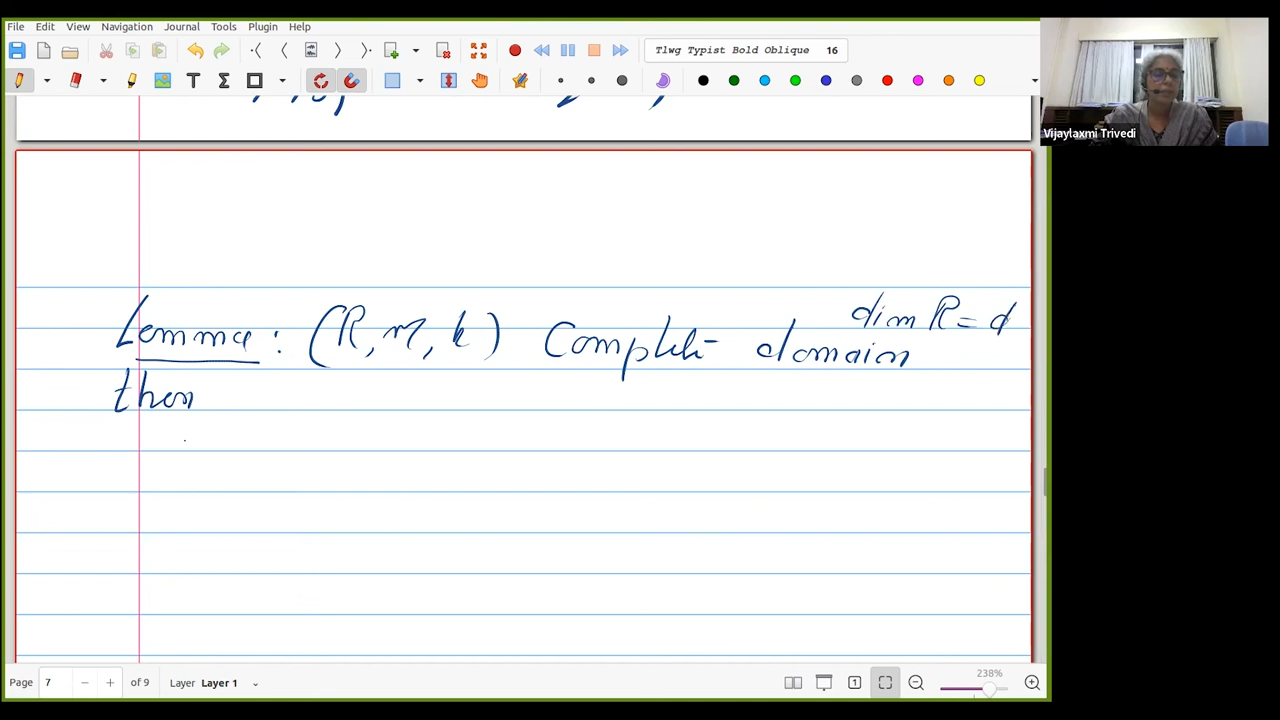 File Edit View Navigation Journal Tools Plugin Help
Tlwg Typist Bold Oblique 16
Vijaylaxmi Trivedi
dim R = d
Lemma : (R, m, k) Complete domain
then
Page 7 of 9 Layer Layer 1 238%